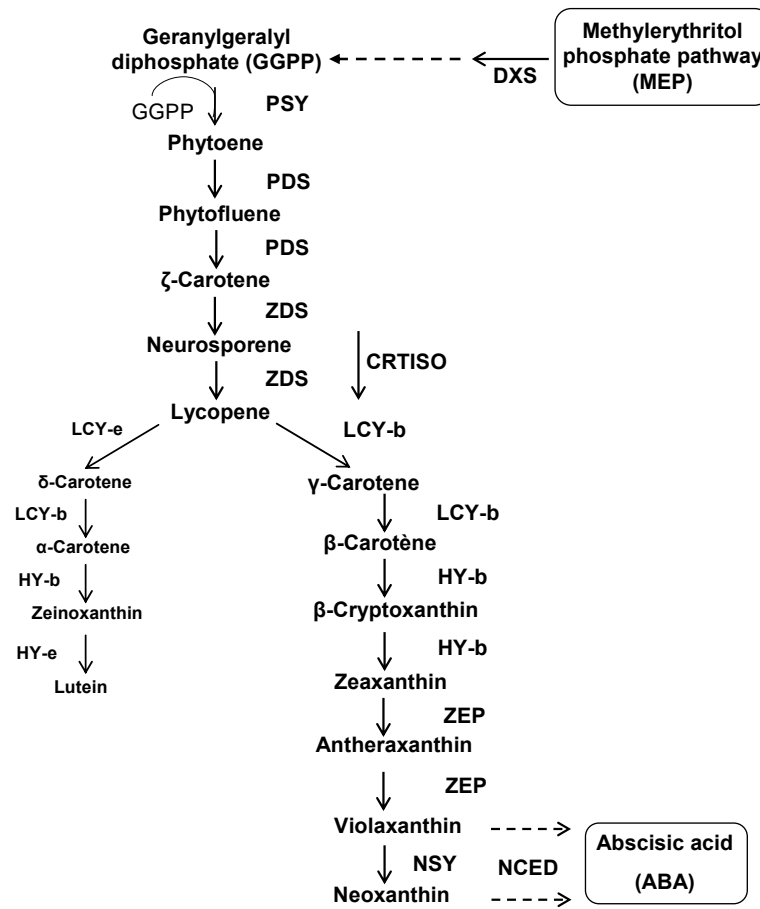 Geranylgeralyl
diphosphate (GGPP)
Methylerythritol
phosphate pathway
(MEP)
DXS
GGPP
PSY
Phytoene
PDS
Phytofluene
PDS
ζ-Carotene
ZDS
Neurosporene
CRTISO
ZDS
Lycopene
LCY-e
LCY-b
δ-Carotene
γ-Carotene
LCY-b
LCY-b
α-Carotene
β-Carotène
HY-b
HY-b
Zeinoxanthin
β-Cryptoxanthin
HY-e
HY-b
Lutein
Zeaxanthin
ZEP
Antheraxanthin
ZEP
Violaxanthin
Abscisic acid
(ABA)
NSY
NCED
Neoxanthin